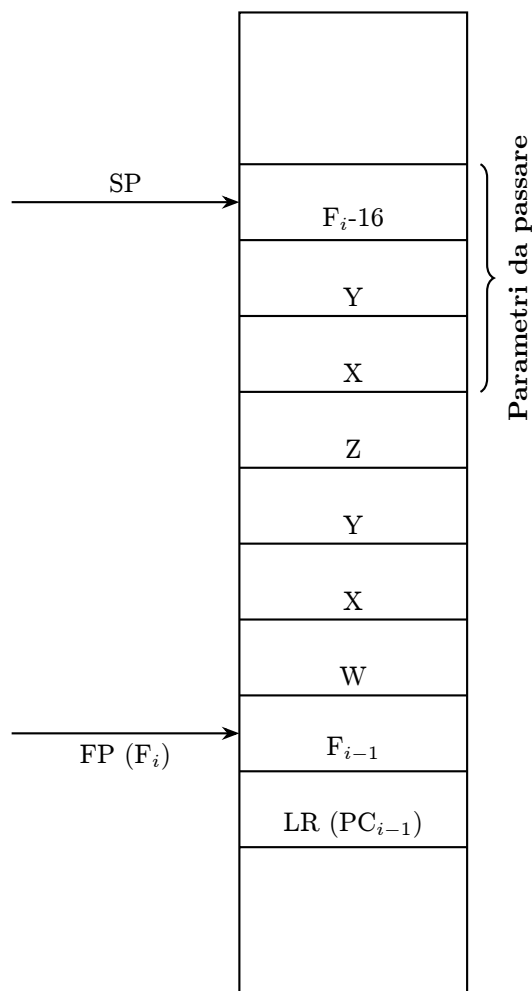 SP
F_i-16
Y
X
Parametri da passare
Z
Y
X
W
F_{i−1}
FP (F_i)
LR (PC_{i−1})